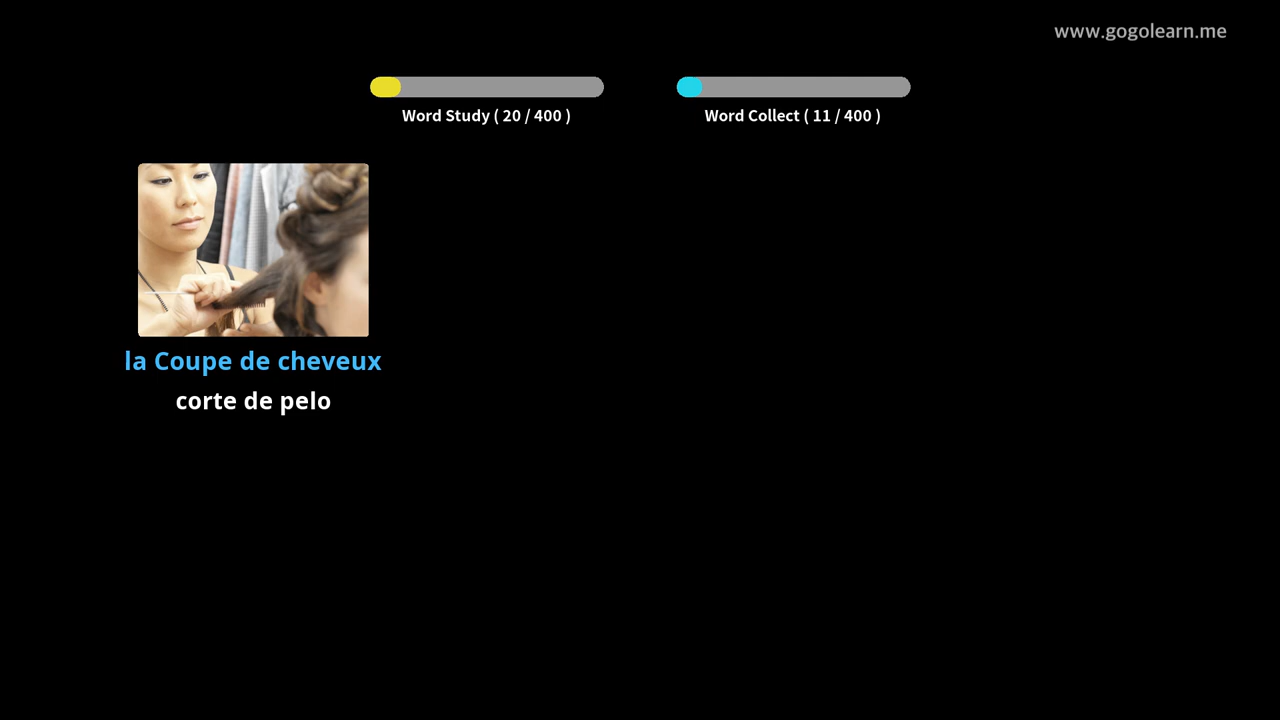 www.gogolearn.me
Word Study ( 20 / 400 )
Word Collect ( 11 / 400 )
la Coupe de cheveux
corte de pelo